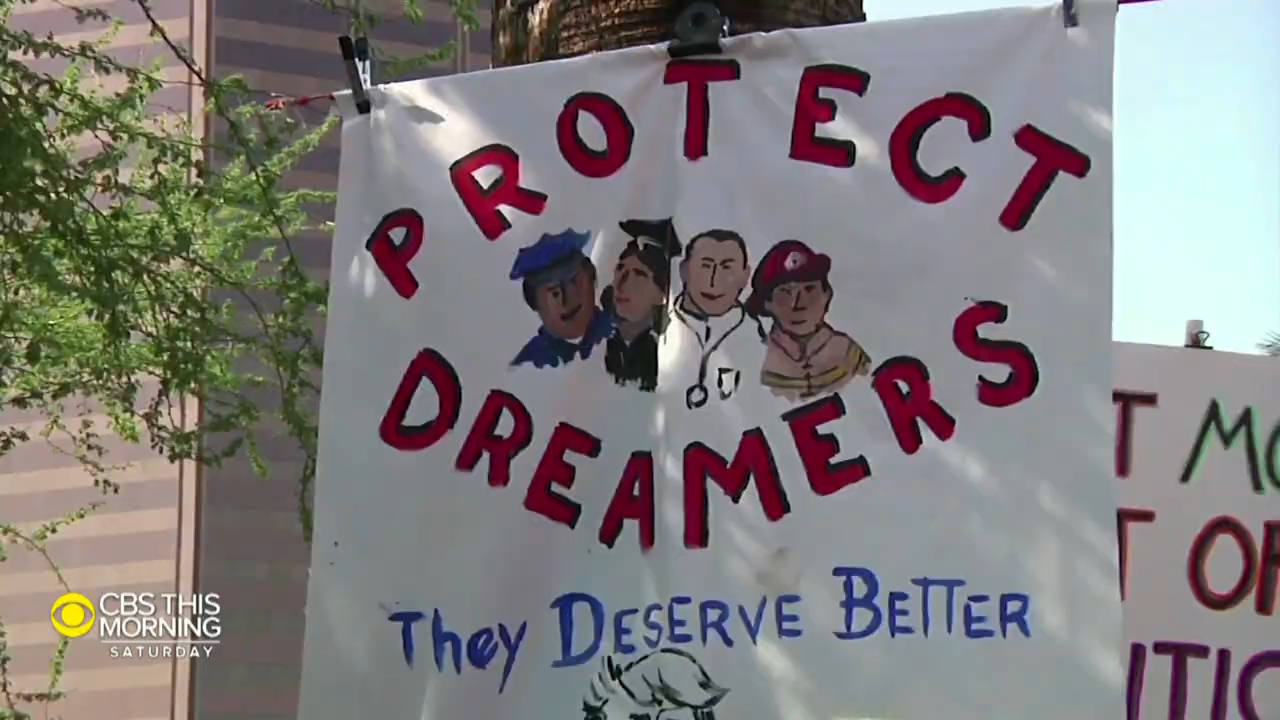 PROTECT
DREAMERS
They DESERVE BETTER
CBS THIS
MORNING
SATURDAY